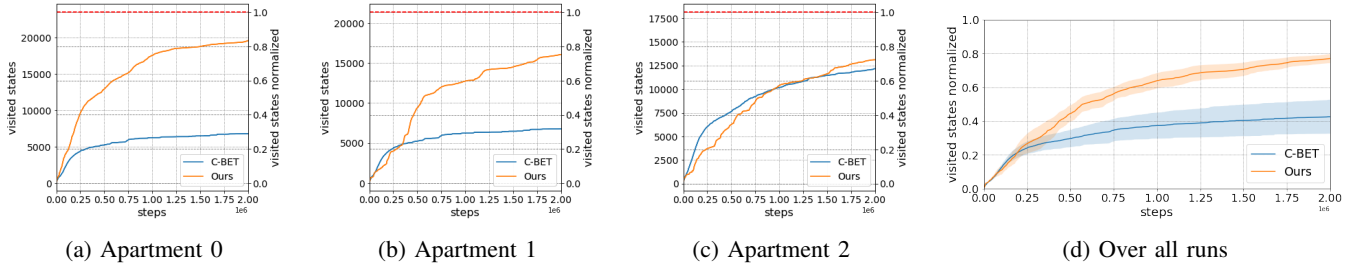 20000
15000
10000
5000
0
visited states
1.0
0.8
0.6
0.4
0.2
0.0
visited states normalized
C-BET
Ours
0.00 0.25 0.50 0.75 1.00 1.25 1.50 1.75 2.00
steps
1e6
(a) Apartment 0
20000
15000
10000
5000
0
visited states
1.0
0.8
0.6
0.4
0.2
0.0
visited states normalized
C-BET
Ours
0.00 0.25 0.50 0.75 1.00 1.25 1.50 1.75 2.00
steps
1e6
(b) Apartment 1
17500
15000
12500
10000
7500
5000
2500
0
visited states
1.0
0.8
0.6
0.4
0.2
0.0
visited states normalized
C-BET
Ours
0.00 0.25 0.50 0.75 1.00 1.25 1.50 1.75 2.00
steps
1e6
(c) Apartment 2
1.0
0.8
0.6
0.4
0.2
0.0
visited states normalized
C-BET
Ours
0.00 0.25 0.50 0.75 1.00 1.25 1.50 1.75 2.00
steps
1e6
(d) Over all runs